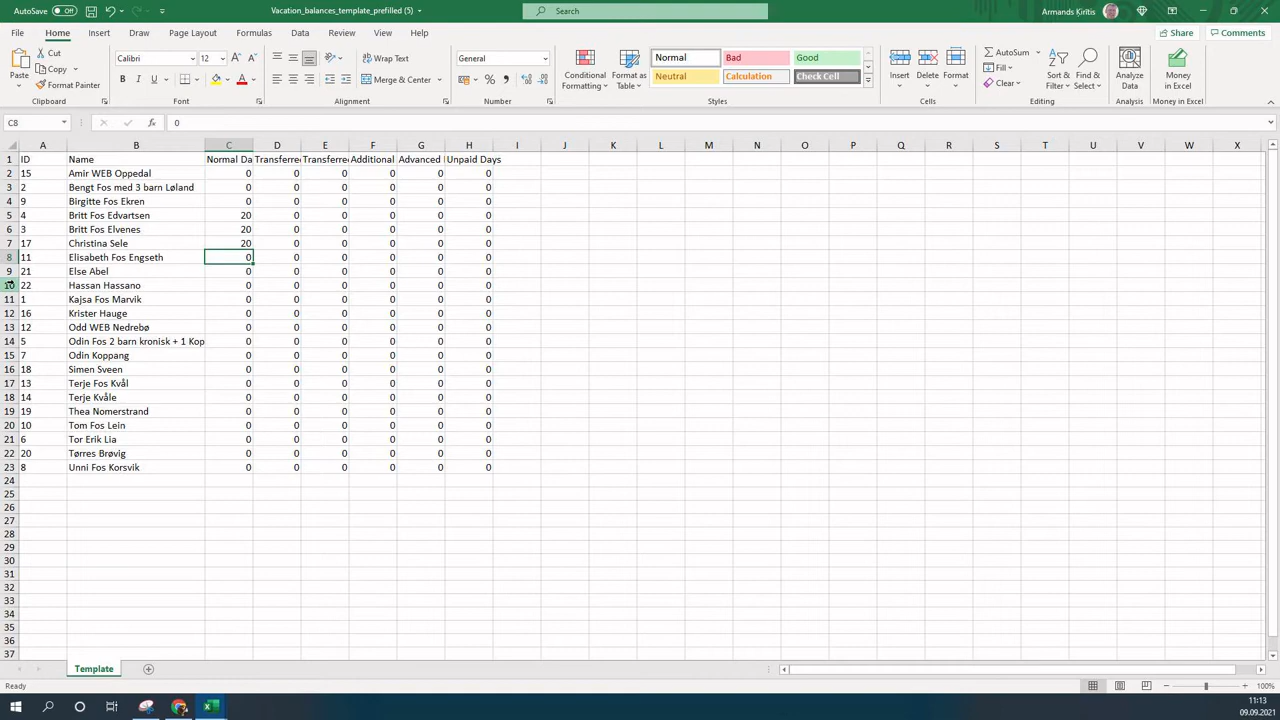 AutoSave Off Vacation_balances_template_prefilled (5) Search Armands Ķirītis
File Home Insert Draw Page Layout Formulas Data Review View Help Share Comments
Paste Cut Copy Format Painter Clipboard
Calibri 12 A A B I U A Font
Wrap Text Merge & Center Alignment
General % Number
Conditional Formatting Format as Table Normal Bad Good Neutral Calculation Check Cell Styles
Insert Delete Format Cells
AutoSum Fill Clear Sort & Filter Find & Select Editing
Analyze Data Analysis
Money in Excel Money in Excel
C8 fx 0
A B C D E F G H I J K L M N O P Q R S T U V W X
1 ID Name Normal Da Transferre Transferre Additional Advanced Unpaid Days
2 15 Amir WEB Oppedal 0 0 0 0 0 0
3 2 Bengt Fos med 3 barn Løland 0 0 0 0 0 0
4 9 Birgitte Fos Ekren 0 0 0 0 0 0
5 4 Britt Fos Edvartsen 20 0 0 0 0 0
6 3 Britt Fos Elvenes 20 0 0 0 0 0
7 17 Christina Sele 20 0 0 0 0 0
8 11 Elisabeth Fos Engseth 0 0 0 0 0 0
9 21 Else Abel 0 0 0 0 0 0
10 22 Hassan Hassano 0 0 0 0 0 0
11 1 Kajsa Fos Marvik 0 0 0 0 0 0
12 16 Krister Hauge 0 0 0 0 0 0
13 12 Odd WEB Nedrebø 0 0 0 0 0 0
14 5 Odin Fos 2 barn kronisk + 1 Kop 0 0 0 0 0 0
15 7 Odin Koppang 0 0 0 0 0 0
16 18 Simen Sveen 0 0 0 0 0 0
17 13 Terje Fos Kvål 0 0 0 0 0 0
18 14 Terje Kvåle 0 0 0 0 0 0
19 19 Thea Nomerstrand 0 0 0 0 0 0
20 10 Tom Fos Lein 0 0 0 0 0 0
21 6 Tor Erik Lia 0 0 0 0 0 0
22 20 Tørres Brøvig 0 0 0 0 0 0
23 8 Unni Fos Korsvik 0 0 0 0 0 0
24
25
26
27
28
29
30
31
32
33
34
35
36
37
Template
Ready 100%
11:13
09.09.2021